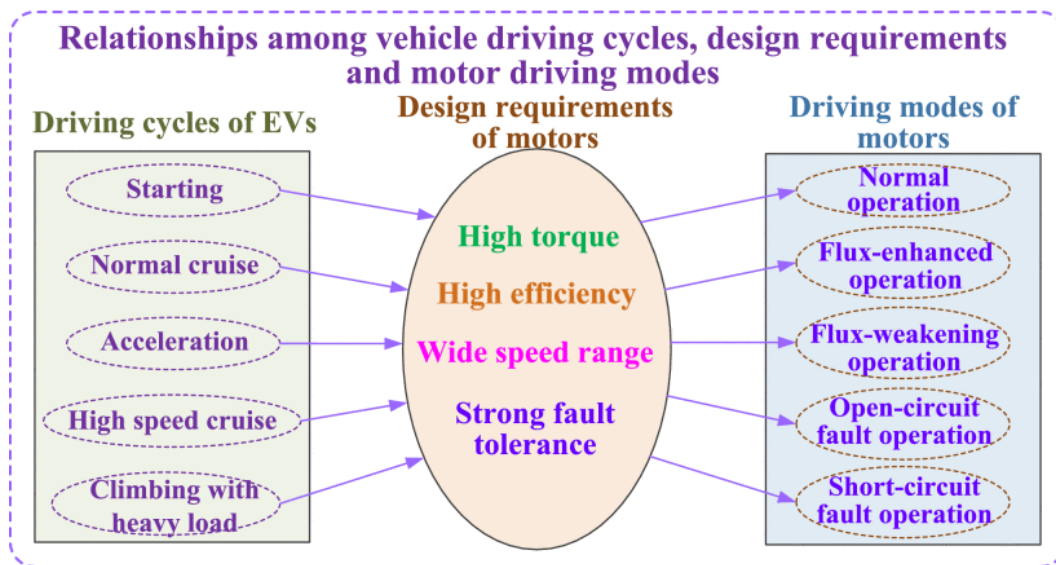 Relationships among vehicle driving cycles, design requirements
and motor driving modes
Driving cycles of EVs
Starting
Normal cruise
Acceleration
High speed cruise
Climbing with
heavy load
Design requirements
of motors
High torque
High efficiency
Wide speed range
Strong fault
tolerance
Driving modes of
motors
Normal
operation
Flux-enhanced
operation
Flux-weakening
operation
Open-circuit
fault operation
Short-circuit
fault operation